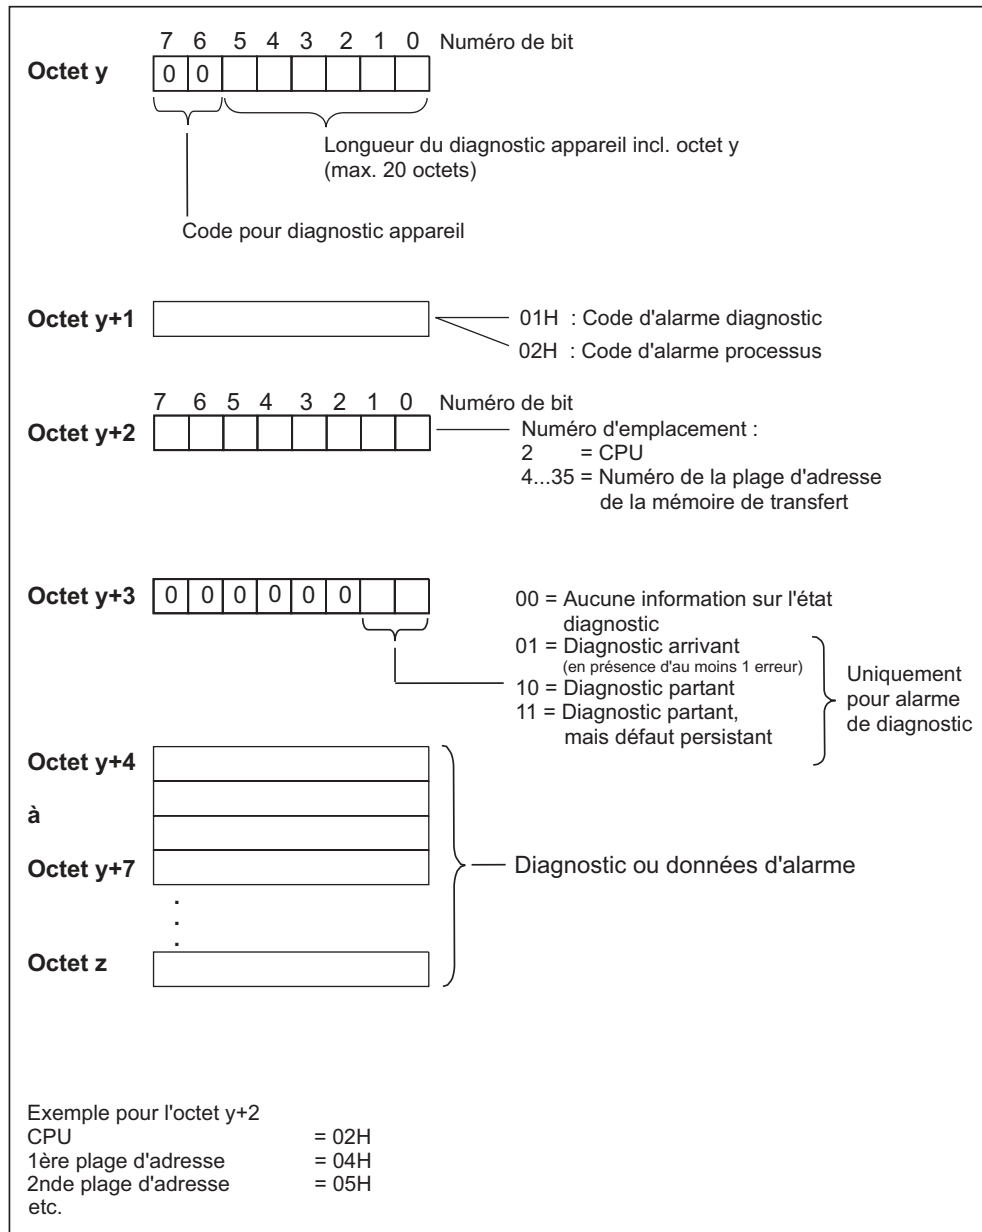 7 6 5 4 3 2 1 0 Numéro de bit
Octet y 0 0
Longueur du diagnostic appareil incl. octet y
(max. 20 octets)
Code pour diagnostic appareil
Octet y+1
01H : Code d'alarme diagnostic
02H : Code d'alarme processus
7 6 5 4 3 2 1 0 Numéro de bit
Octet y+2
Numéro d'emplacement :
2 = CPU
4...35 = Numéro de la plage d'adresse
de la mémoire de transfert
Octet y+3 0 0 0 0 0 0
00 = Aucune information sur l'état
diagnostic
01 = Diagnostic arrivant
(en présence d'au moins 1 erreur)
10 = Diagnostic partant
11 = Diagnostic partant,
mais défaut persistant
Uniquement
pour alarme
de diagnostic
Octet y+4
à
Octet y+7
Diagnostic ou données d'alarme
.
.
.
Octet z
Exemple pour l'octet y+2
CPU = 02H
1ère plage d'adresse = 04H
2nde plage d'adresse = 05H
etc.